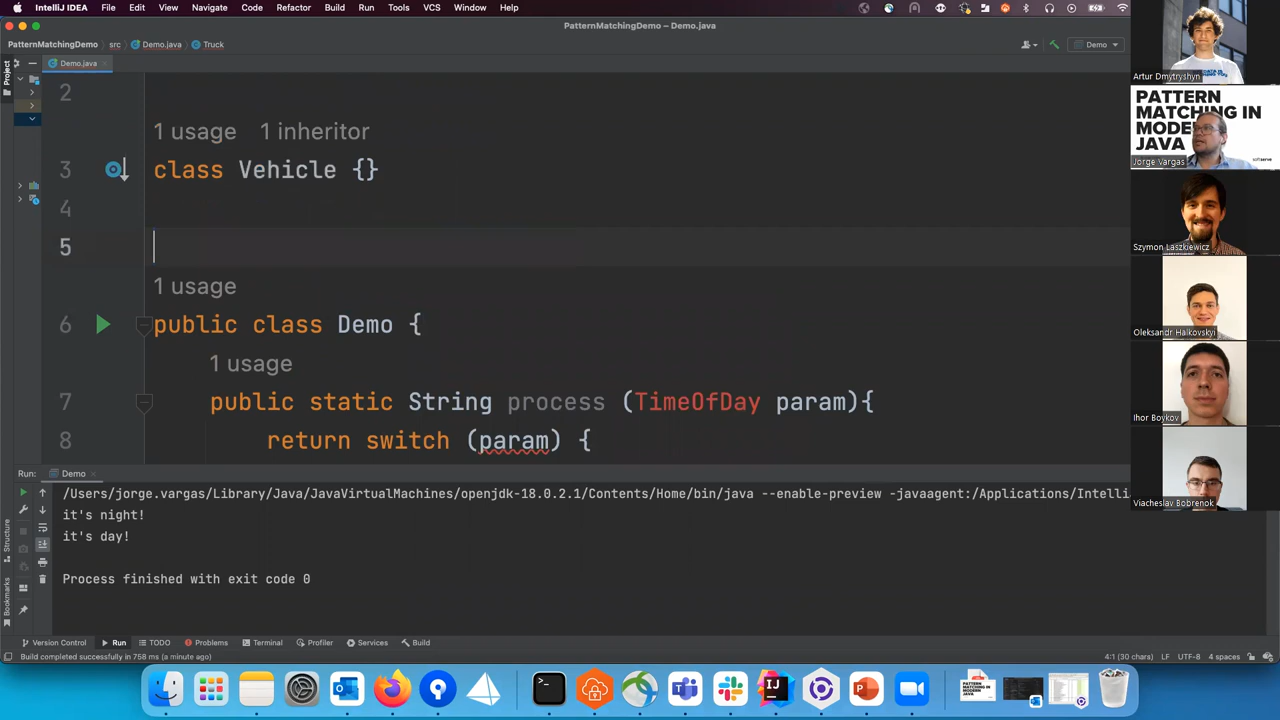 IntelliJ IDEA File Edit View Navigate Code Refactor Build Run Tools VCS Window Help
PatternMatchingDemo – Demo.java
PatternMatchingDemo src Demo.java Truck
Demo
Project
Demo.java
2
1 usage 1 inheritor
3 class Vehicle {}
4
5
1 usage
6 public class Demo {
1 usage
7 public static String process (TimeOfDay param){
8 return switch (param) {
Run: Demo
/Users/jorge.vargas/Library/Java/JavaVirtualMachines/openjdk-18.0.2.1/Contents/Home/bin/java --enable-preview -javaagent:/Applications/Intelli
it's night!
it's day!
Process finished with exit code 0
Structure
Bookmarks
Version Control Run TODO Problems Terminal Profiler Services Build
Build completed successfully in 758 ms (a minute ago)
4:1 (30 chars) LF UTF-8 4 spaces
Artur Dmytryshyn
PATTERN
MATCHING IN
MODE
JAVA
softserve
Jorge Vargas
Szymon Laszkiewicz
Oleksandr Halkovskyi
Ihor Boykov
Viacheslav Bobrenok